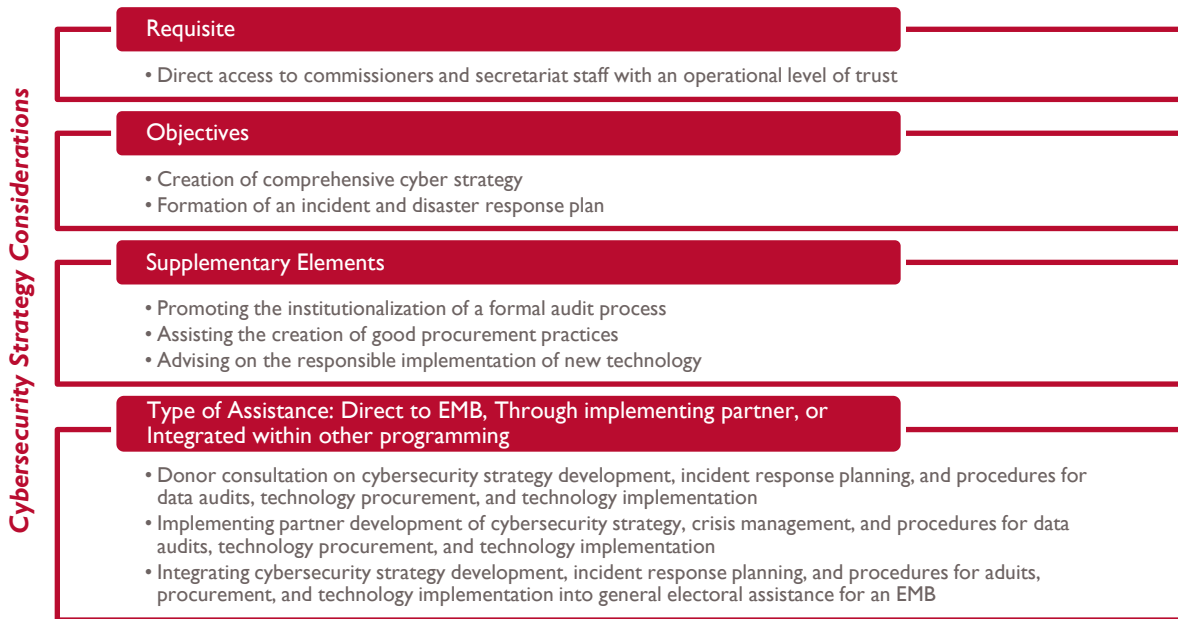 Cybersecurity Strategy Considerations
Requisite
• Direct access to commissioners and secretariat staff with an operational level of trust
Objectives
• Creation of comprehensive cyber strategy
• Formation of an incident and disaster response plan
Supplementary Elements
• Promoting the institutionalization of a formal audit process
• Assisting the creation of good procurement practices
• Advising on the responsible implementation of new technology
Type of Assistance: Direct to EMB, Through implementing partner, or
Integrated within other programming
• Donor consultation on cybersecurity strategy development, incident response planning, and procedures for
data audits, technology procurement, and technology implementation
• Implementing partner development of cybersecurity strategy, crisis management, and procedures for data
audits, technology procurement, and technology implementation
• Integrating cybersecurity strategy development, incident response planning, and procedures for aduits,
procurement, and technology implementation into general electoral assistance for an EMB